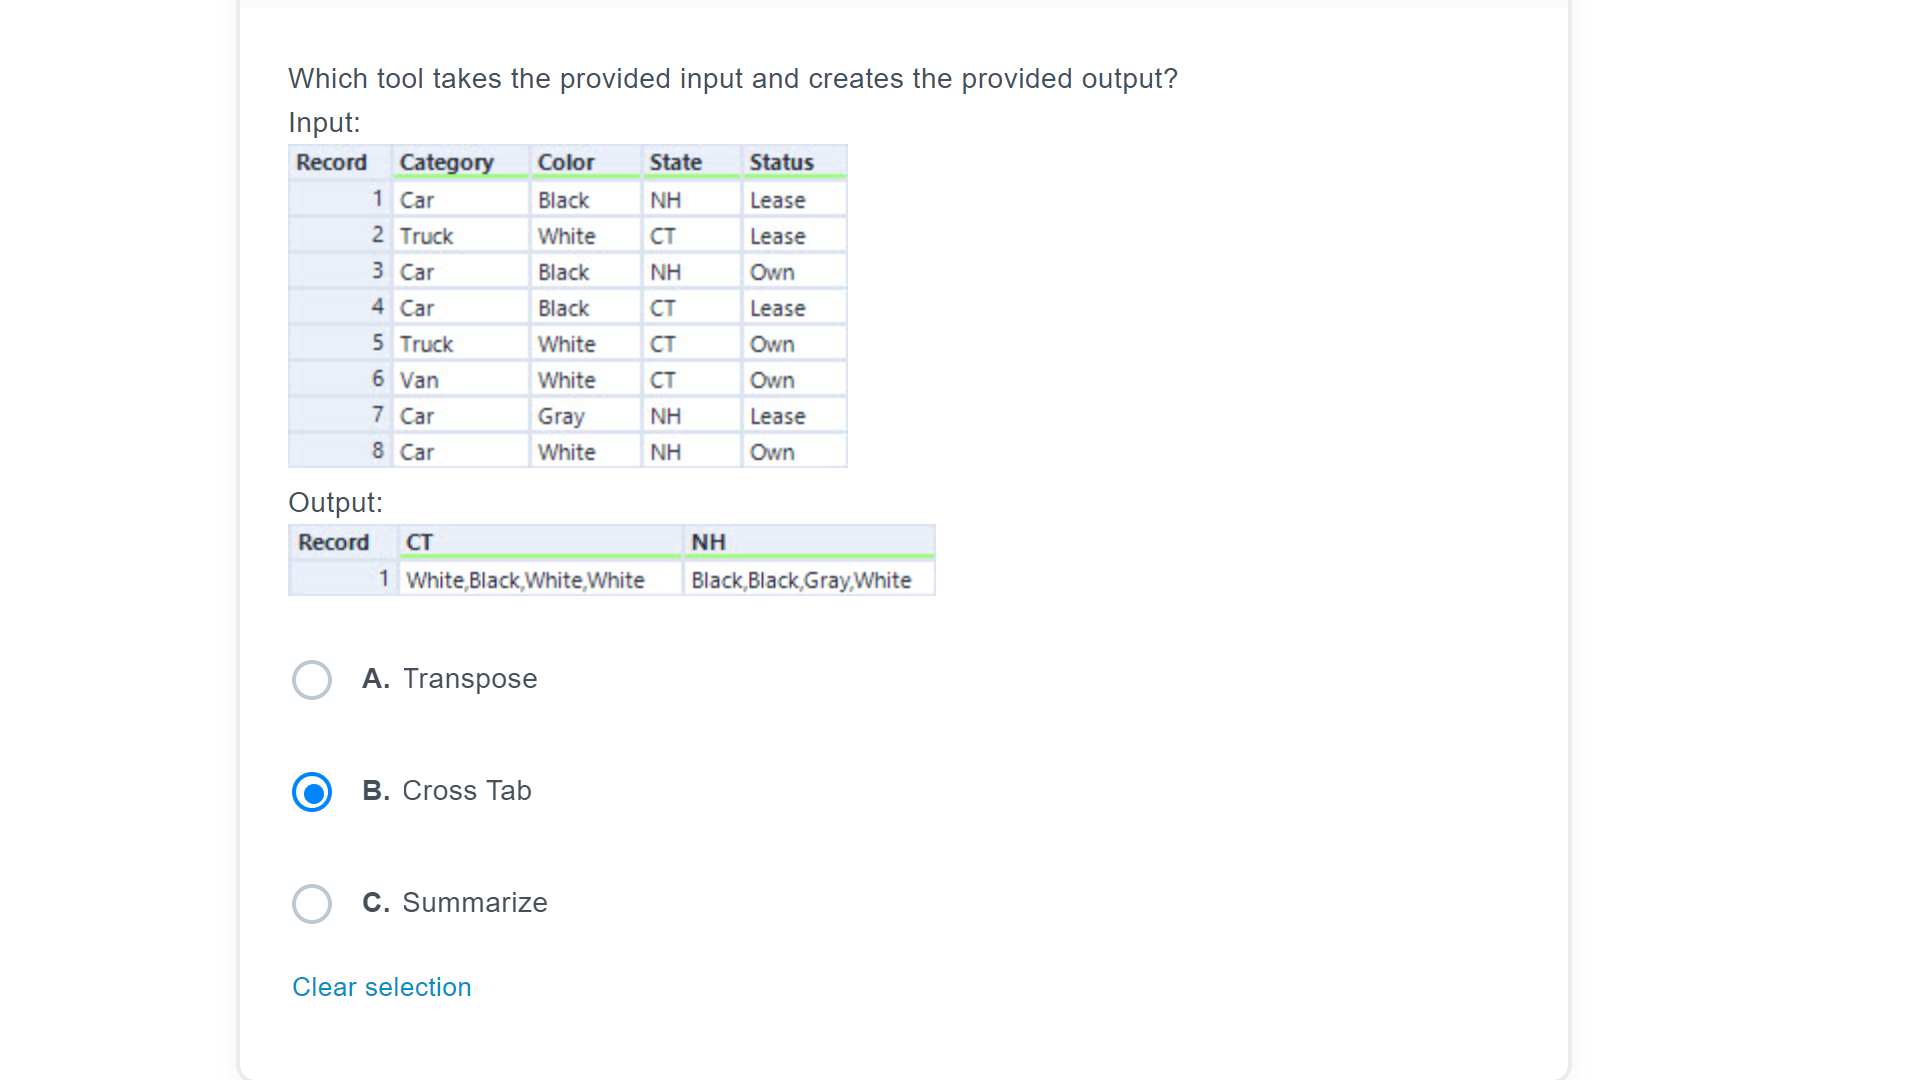 Which tool takes the provided input and creates the provided output?
Input:
Record Category Color State Status
1 Car Black NH Lease
2 Truck White CT Lease
3 Car Black NH Own
4 Car Black CT Lease
5 Truck White CT Own
6 Van White CT Own
7 Car Gray NH Lease
8 Car White NH Own
Output:
Record CT NH
1 White,Black,White,White Black,Black,Gray,White
A. Transpose
B. Cross Tab
C. Summarize
Clear selection